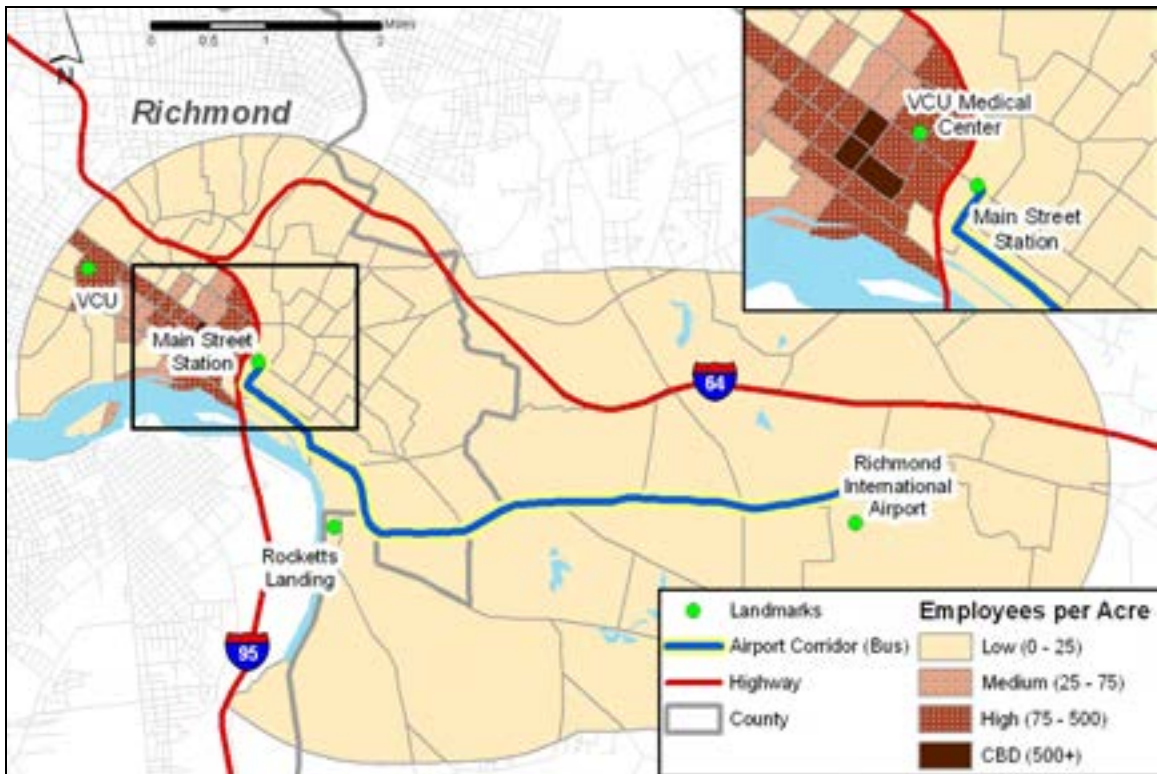 Miles
0 0.5 1 2
N
Richmond
VCU
Main Street
Station
VCU Medical
Center
Main Street
Station
64
Richmond
International
Airport
Rocketts
Landing
95
Landmarks
Airport Corridor (Bus)
Highway
County
Employees per Acre
Low (0 - 25)
Medium (25 - 75)
High (75 - 500)
CBD (500+)